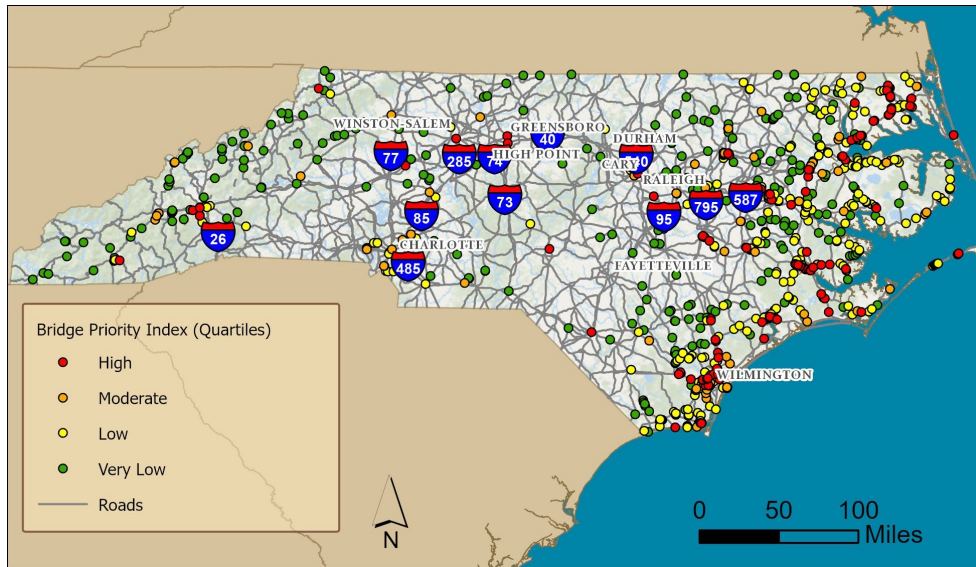 WINSTON-SALEM
GREENSBORO
40
DURHAM
77
285
74
HIGH POINT
CARY
RALEIGH
73
795
587
85
95
26
CHARLOTTE
485
FAYETTEVILLE
WILMINGTON
Bridge Priority Index (Quartiles)
High
Moderate
Low
Very Low
Roads
N
0 50 100
Miles